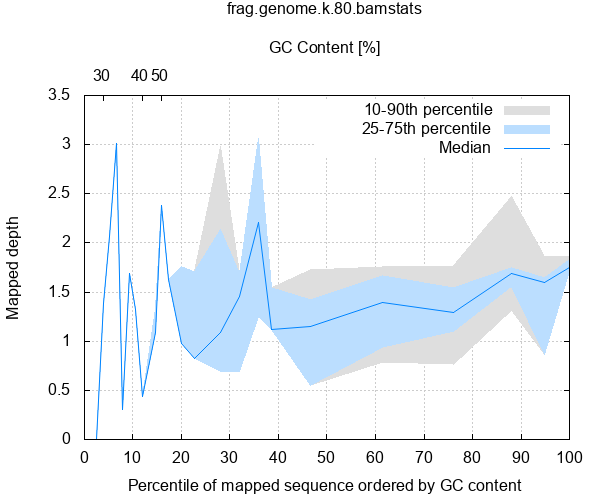 frag.genome.k.80.bamstats
GC Content [%]
30 40 50
3.5
3
2.5
2
1.5
1
0.5
0
Mapped depth
10-90th percentile
25-75th percentile
Median
0 10 20 30 40 50 60 70 80 90 100
Percentile of mapped sequence ordered by GC content